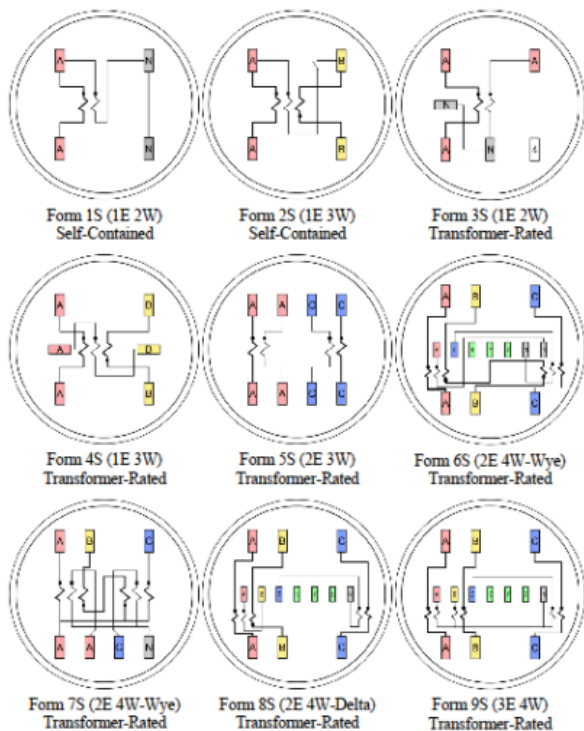 A N
A N
Form 1S (1E 2W)
Self-Contained
A B
A B
Form 2S (1E 3W)
Self-Contained
A A
N
A N 4
Form 3S (1E 2W)
Transformer-Rated
A D
A D
A B
Form 4S (1E 3W)
Transformer-Rated
A A C C
A A C C
Form 5S (2E 3W)
Transformer-Rated
A B C
A B C
Form 6S (2E 4W-Wye)
Transformer-Rated
A B C
A A C N
Form 7S (2E 4W-Wye)
Transformer-Rated
A B C
A B C
Form 8S (2E 4W-Delta)
Transformer-Rated
A B C
A B C
Form 9S (3E 4W)
Transformer-Rated